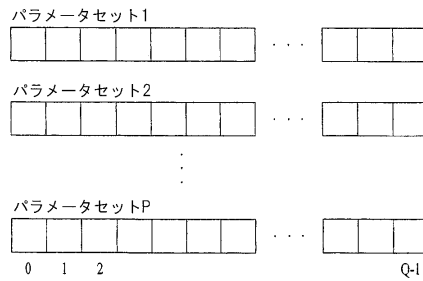 パラメータセット1
. . .
パラメータセット2
. . .
パラメータセットP
. . .
0 1 2 Q-1